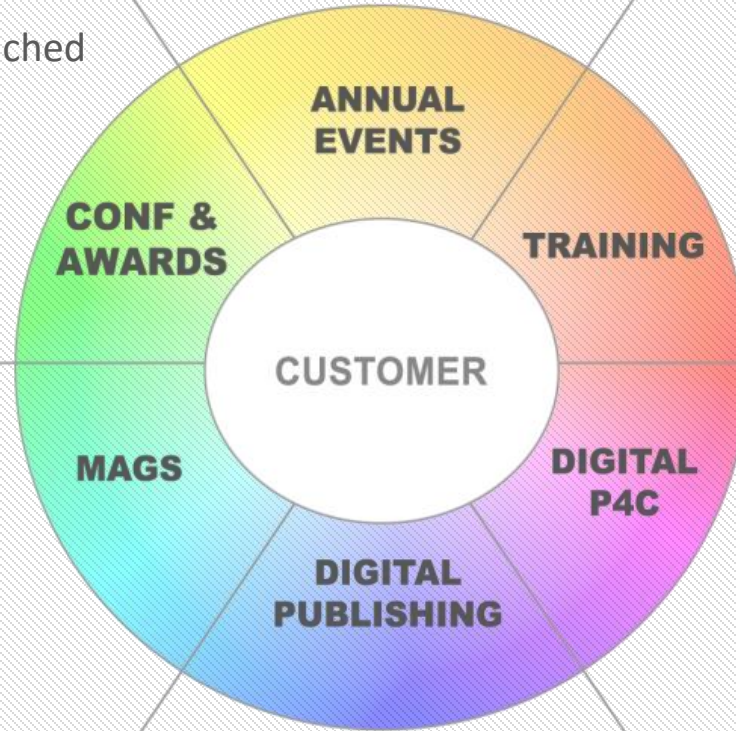 ched
ANNUAL
EVENTS
CONF &
AWARDS
TRAINING
CUSTOMER
MAGS
DIGITAL
P4C
DIGITAL
PUBLISHING